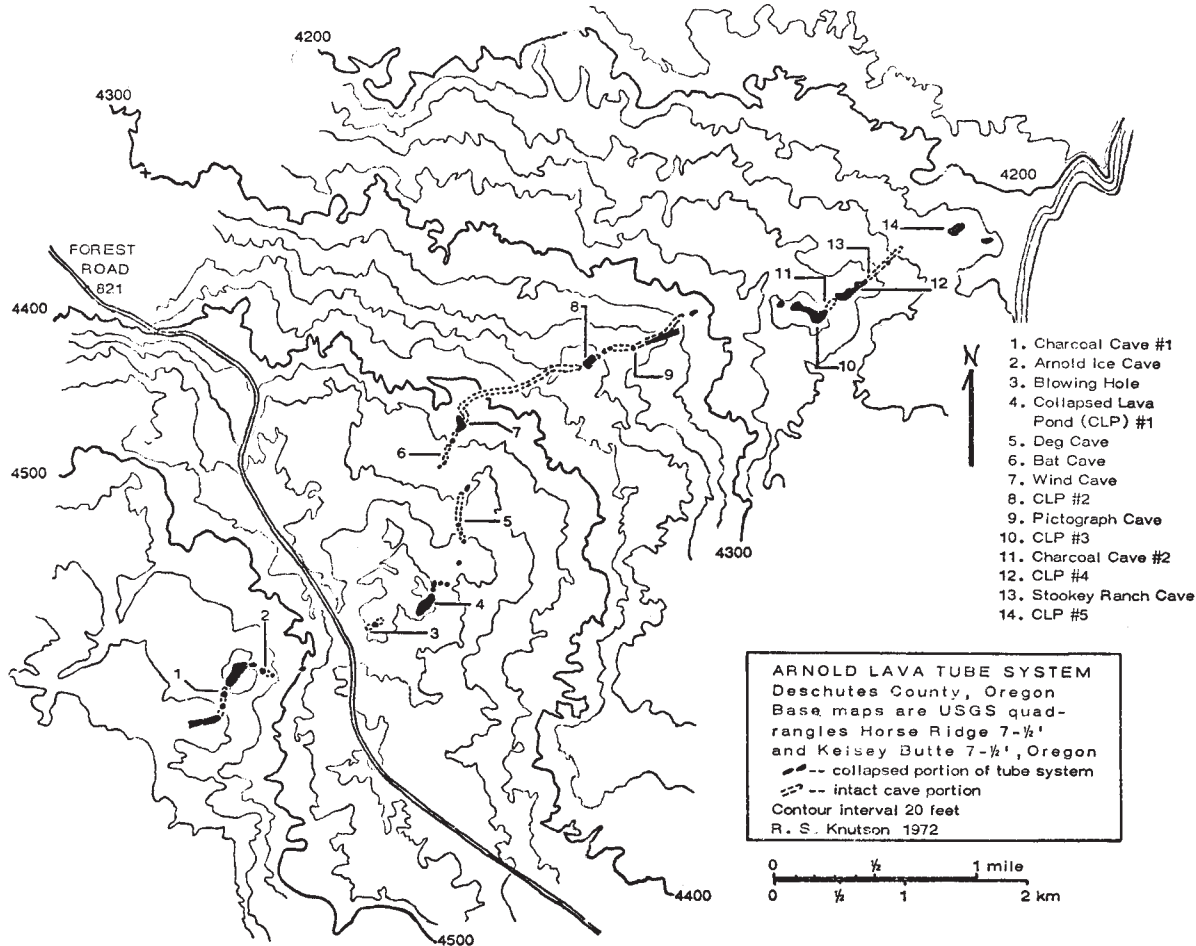 4200
4300
4200
FOREST
ROAD
821
4400
4500
14
13
11
12
8
10
9
7
6
5
4
3
2
1
4300
4400
4500
N
1. Charcoal Cave #1
2. Arnold Ice Cave
3. Blowing Hole
4. Collapsed Lava
Pond (CLP) #1
5. Deg Cave
6. Bat Cave
7. Wind Cave
8. CLP #2
9. Pictograph Cave
10. CLP #3
11. Charcoal Cave #2
12. CLP #4
13. Stookey Ranch Cave
14. CLP #5
ARNOLD LAVA TUBE SYSTEM
Deschutes County, Oregon
Base maps are USGS quad-
rangles Horse Ridge 7-½'
and Kelsey Butte 7-½', Oregon
-- collapsed portion of tube system
-- intact cave portion
Contour interval 20 feet
R. S. Knutson 1972
0 ½ 1 mile
0 ½ 1 2 km